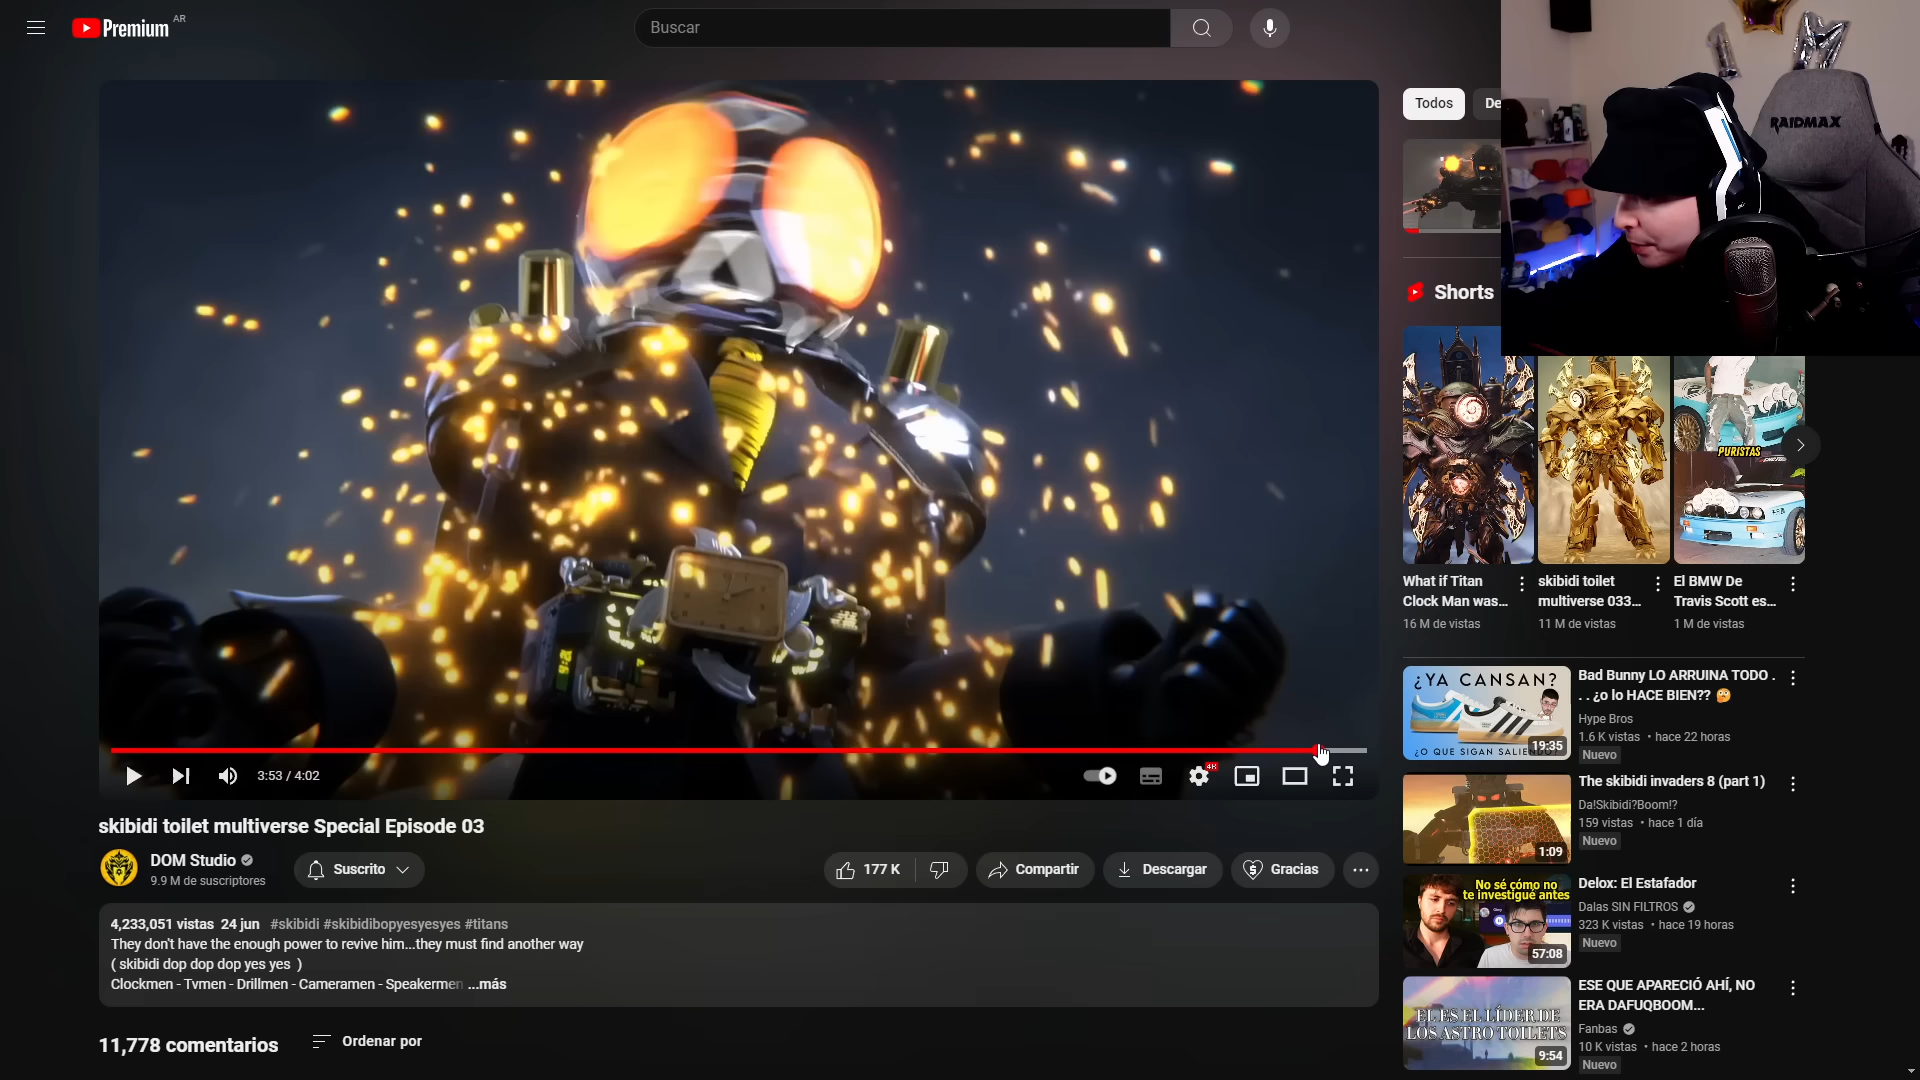 Premium AR
Buscar
Todos
De
RAIDMAX
Shorts
PURISTAS
What if Titan
Clock Man was...
16 M de vistas
skibidi toilet
multiverse 033...
11 M de vistas
El BMW De
Travis Scott es...
1 M de vistas
3:53 / 4:02
4K
skibidi toilet multiverse Special Episode 03
DOM Studio
9.9 M de suscriptores
Suscrito
177 K
Compartir
Descargar
Gracias
4,233,051 vistas 24 jun #skibidi #skibidibopyesyesyes #titans
They don't have the enough power to revive him...they must find another way
( skibidi dop dop dop yes yes )
Clockmen - Tvmen - Drillmen - Cameramen - Speakermen ...más
11,778 comentarios
Ordenar por
¿YA CANSAN?
¿O QUE SIGAN SALIENDO?
19:35
Bad Bunny LO ARRUINA TODO .
. . ¿o lo HACE BIEN??
Hype Bros
1.6 K vistas • hace 22 horas
Nuevo
1:09
The skibidi invaders 8 (part 1)
Da!Skibidi?Boom!?
159 vistas • hace 1 día
Nuevo
No sé cómo no
te investigué antes
57:08
Delox: El Estafador
Dalas SIN FILTROS
323 K vistas • hace 19 horas
Nuevo
EL ES EL LÍDER DE
LOS ASTRO TOILETS
9:54
ESE QUE APARECIÓ AHÍ, NO
ERA DAFUQBOOM...
Fanbas
10 K vistas • hace 2 horas
Nuevo